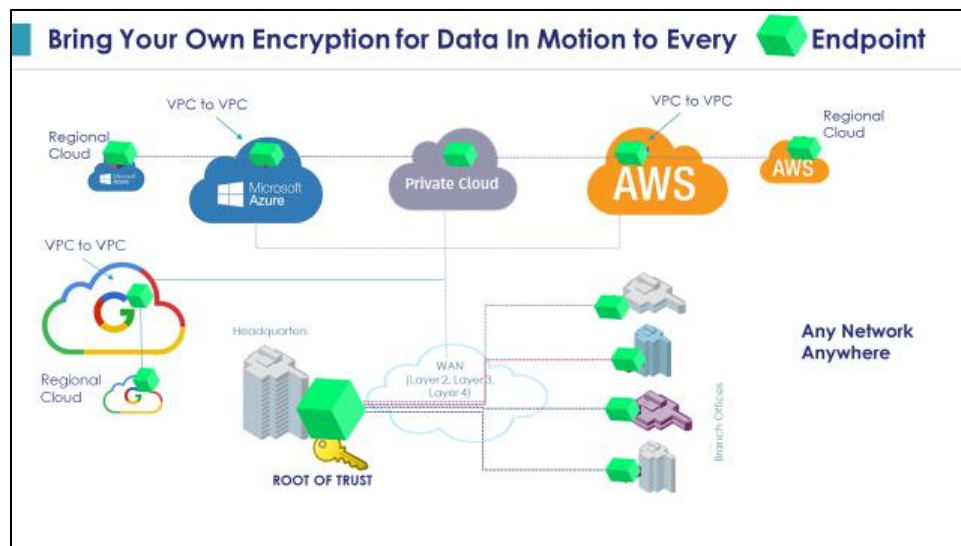 Bring Your Own Encryption for Data In Motion to Every Endpoint
VPC to VPC
VPC to VPC
Regional
Cloud
Regional
Cloud
Microsoft
Azure
Microsoft
Azure
Private Cloud
AWS
AWS
VPC to VPC
G
Regional
Cloud
G
Headquarters
WAN
(Layer 2, Layer 3,
Layer 4)
ROOT OF TRUST
Branch Offices
Any Network
Anywhere